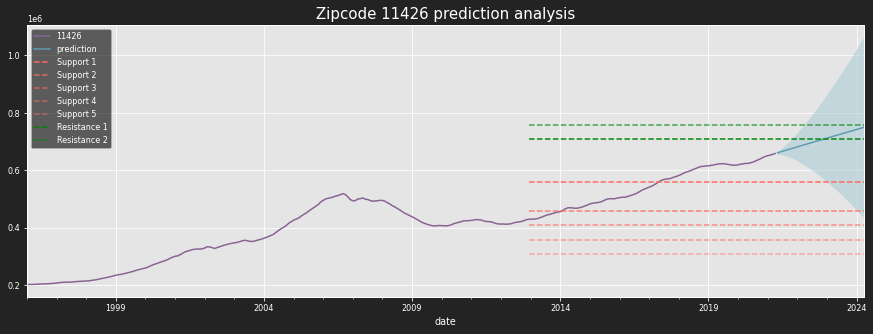 Zipcode 11426 prediction analysis
1e6
11426
prediction
Support 1
Support 2
Support 3
Support 4
Support 5
Resistance 1
Resistance 2
1.0
0.8
0.6
0.4
0.2
1999 2004 2009 2014 2019 2024
date